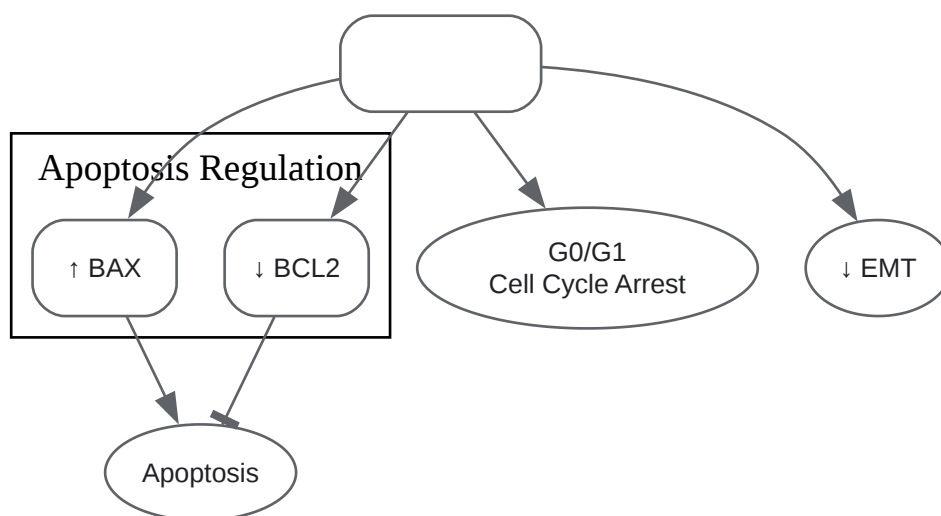 Apoptosis Regulation
↑ BAX
↓ BCL2
G0/G1
Cell Cycle Arrest
↓ EMT
Apoptosis